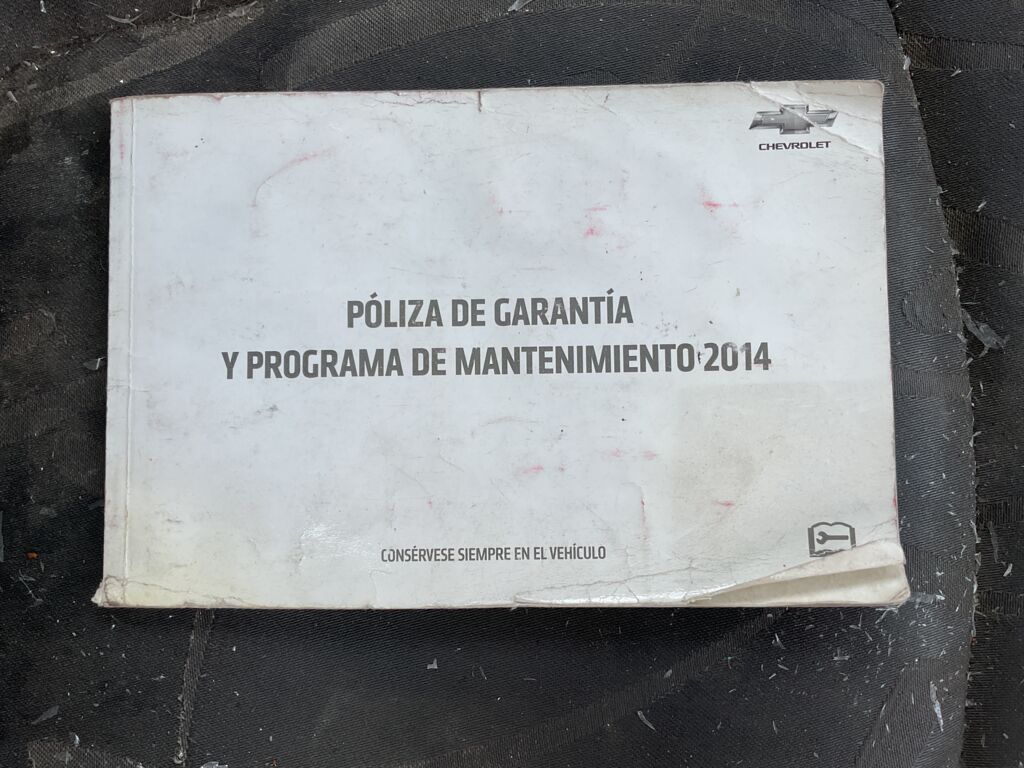 CHEVROLET
PÓLIZA DE GARANTÍA
Y PROGRAMA DE MANTENIMIENTO 2014
CONSÉRVESE SIEMPRE EN EL VEHÍCULO